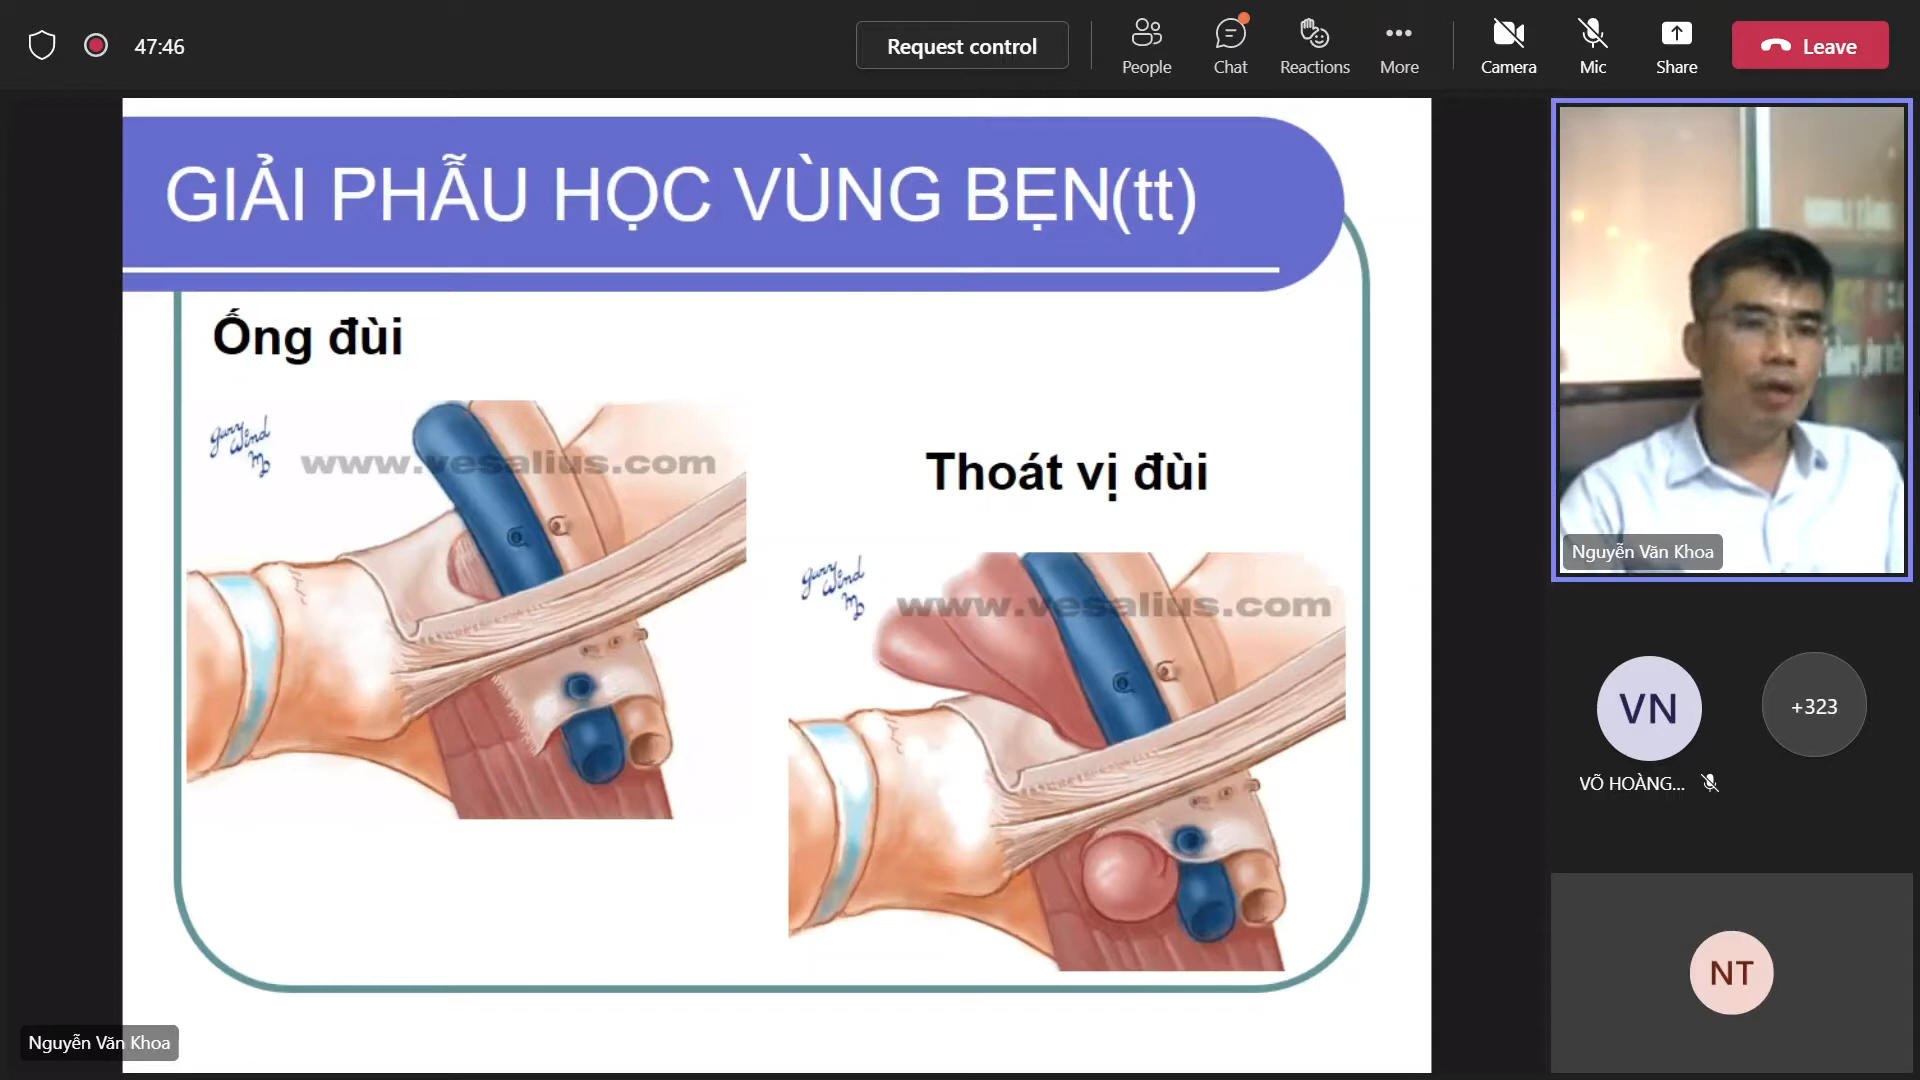 47:46
Request control
People
Chat
Reactions
More
Camera
Mic
Share
Leave
GIẢI PHẪU HỌC VÙNG BẸN(tt)
Ống đùi
www.vesalius.com
Thoát vị đùi
www.vesalius.com
Nguyễn Văn Khoa
VN
+323
VÕ HOÀNG...
NT
Nguyễn Văn Khoa